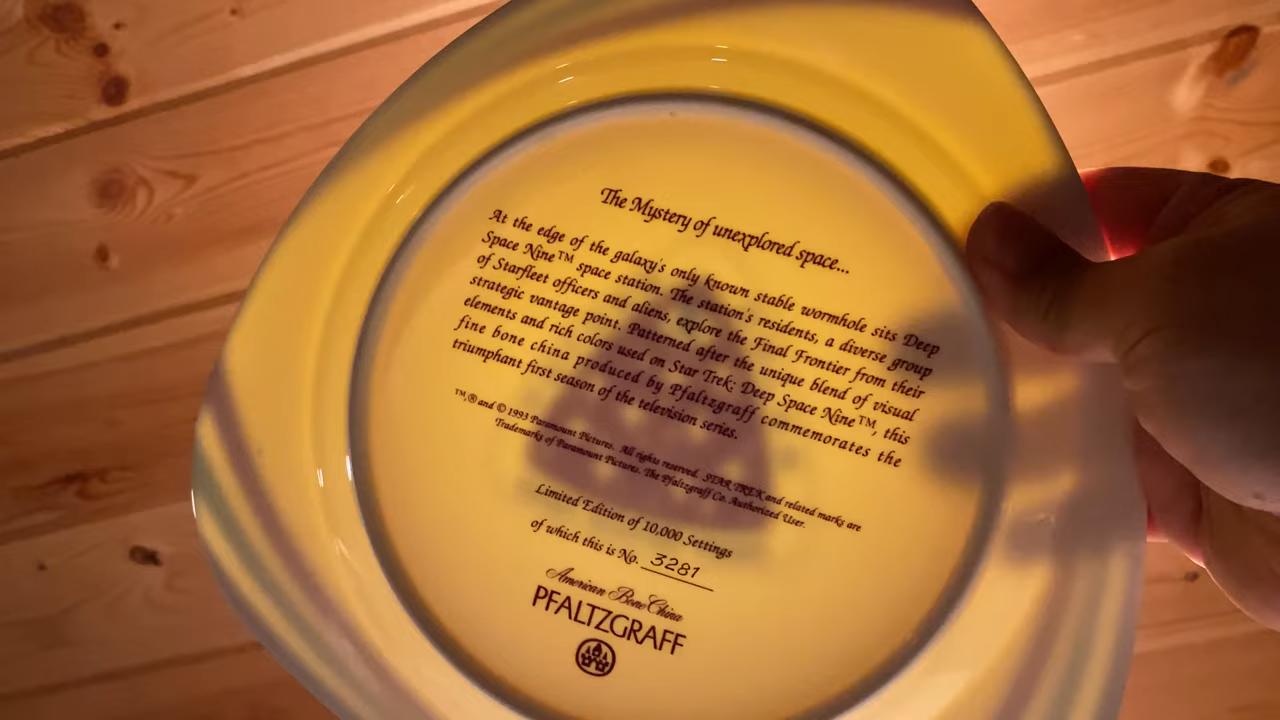 The Mystery of unexplored space...
At the edge of the galaxy's only known stable wormhole sits Deep
Space Nine™ space station. The station's residents, a diverse group
of Starfleet officers and aliens, explore the Final Frontier from their
strategic vantage point. Patterned after the unique blend of visual
elements and rich colors used on Star Trek: Deep Space Nine™, this
fine bone china produced by Pfaltzgraff commemorates the
triumphant first season of the television series.
™,® and © 1993 Paramount Pictures. All rights reserved. STAR TREK and related marks are
Trademarks of Paramount Pictures. The Pfaltzgraff Co. Authorized User.
Limited Edition of 10,000 Settings
of which this is No. 3281
American Bone China
PFALTZGRAFF